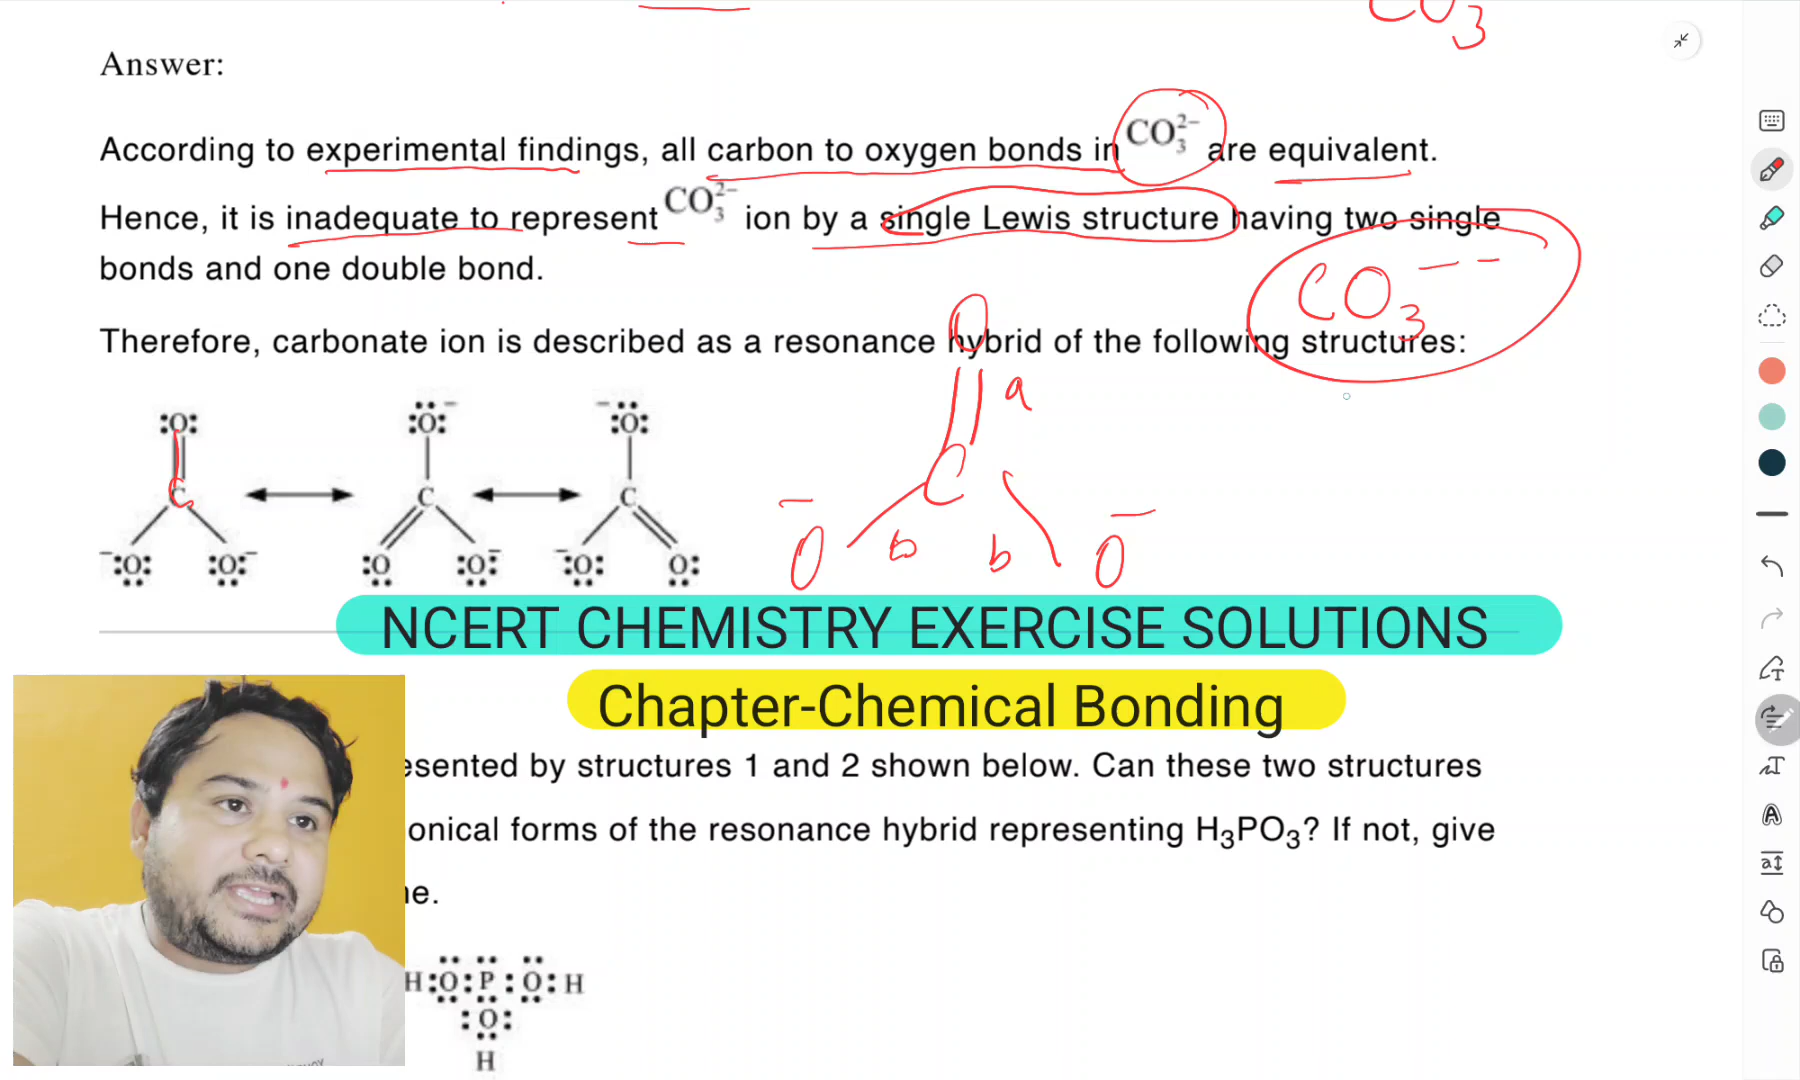 CO3
Answer:
According to experimental findings, all carbon to oxygen bonds in CO₃²⁻ are equivalent.
Hence, it is inadequate to represent CO₃²⁻ ion by a single Lewis structure having two single
bonds and one double bond.
CO3 − −
Therefore, carbonate ion is described as a resonance hybrid of the following structures:
:O: :O:− −:O:
C ↔ C ↔ C
−:O: :O:− :O :O:− −:O: O:
O
a
C
− −
O b b O
NCERT CHEMISTRY EXERCISE SOLUTIONS
Chapter-Chemical Bonding
esented by structures 1 and 2 shown below. Can these two structures
onical forms of the resonance hybrid representing H₃PO₃? If not, give
e.
H:O:P:O:H
:O:
H